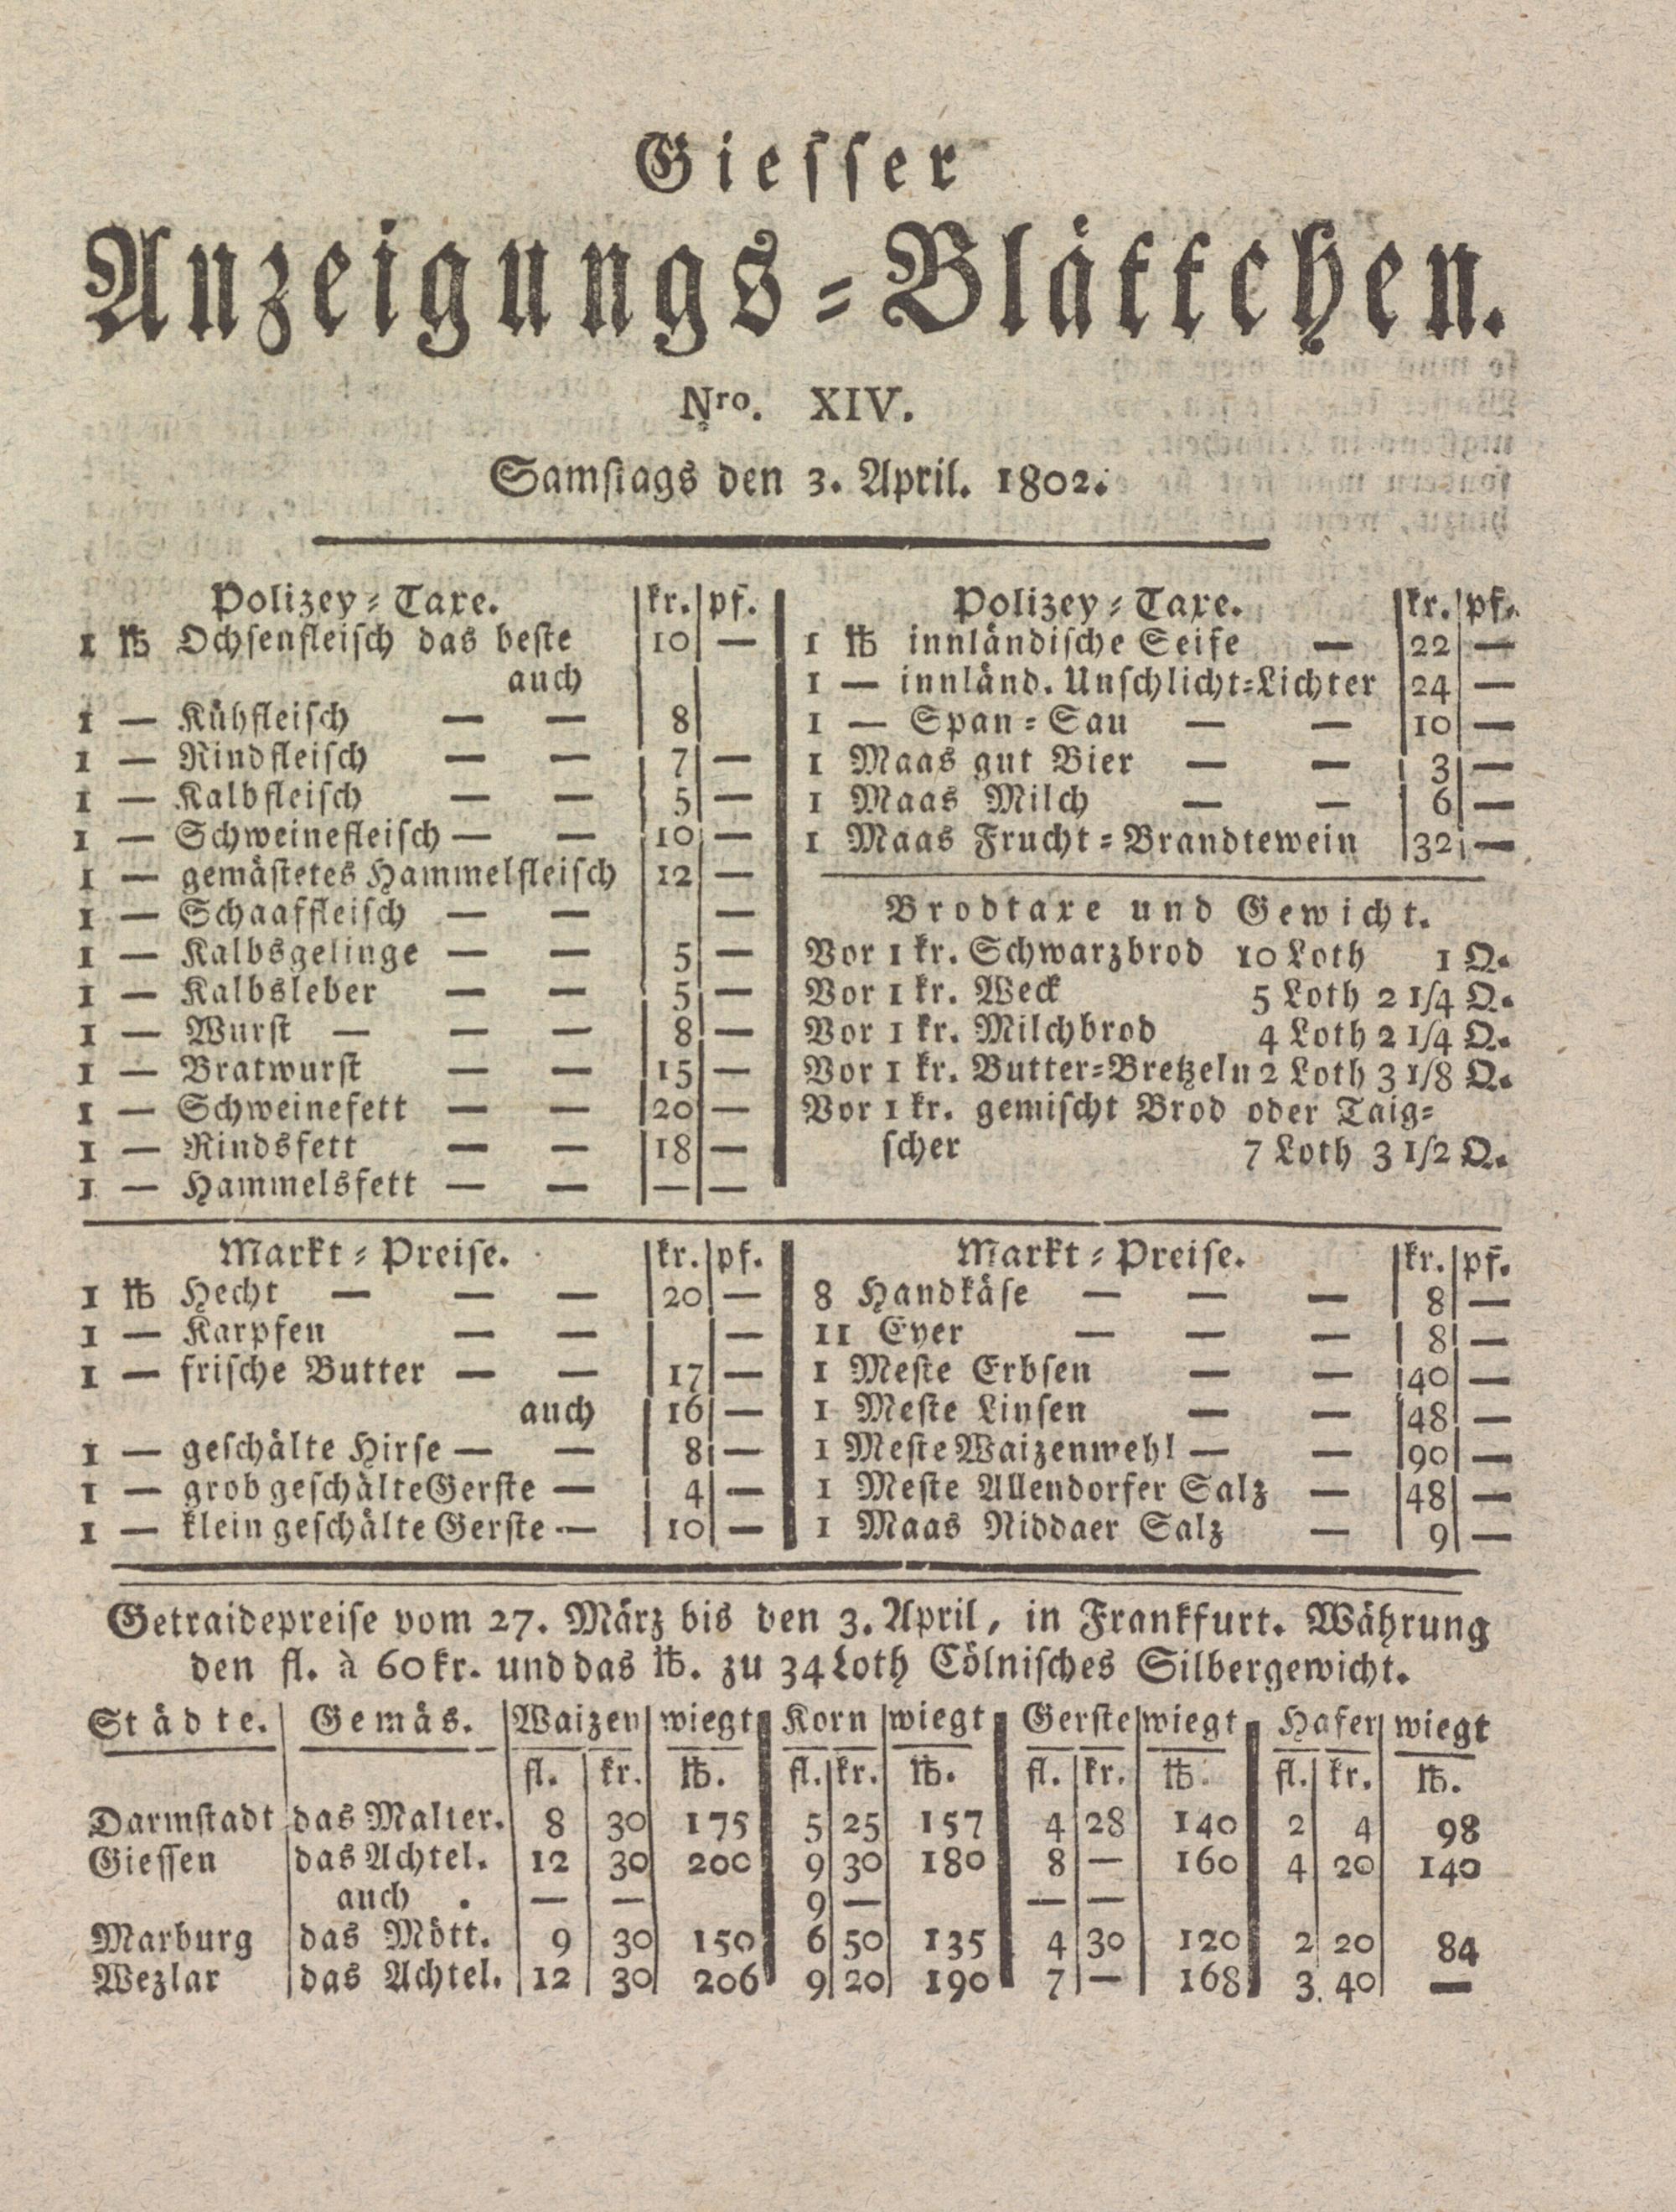 Giesser
Anzeigungs-Blättchen.
Nro. XIV.
Samstags den 3. April. 1802.
Polizey-Taxe. kr. pf.
1 ℔ Ochsenfleisch das beste 10 —
auch
1 — Kühfleisch — — 8
1 — Rindfleisch — — 7 —
1 — Kalbfleisch — — 5 —
1 — Schweinefleisch — — 10 —
1 — gemästetes Hammelfleisch 12 —
1 — Schaaffleisch — — —
1 — Kalbsgelinge — — 5 —
1 — Kalbsleber — — 5 —
1 — Wurst — — — 8 —
1 — Bratwurst — — 15 —
1 — Schweinefett — — 20 —
1 — Rindsfett — — 18 —
1 — Hammelsfett — — — —
Polizey-Taxe. kr. pf.
1 ℔ innländische Seife — 22 —
1 — innländ. Unschlicht-Lichter 24 —
1 — Span-Sau — — 10 —
1 Maas gut Bier — — 3 —
1 Maas Milch — — 6 —
1 Maas Frucht-Brandtewein 32 —
Brodtaxe und Gewicht.
Vor 1 kr. Schwarzbrod 10 Loth 1 Q.
Vor 1 kr. Weck 5 Loth 2 1/4 Q.
Vor 1 kr. Milchbrod 4 Loth 2 1/4 Q.
Vor 1 kr. Butter-Bretzeln 2 Loth 3 1/8 Q.
Vor 1 kr. gemischt Brod oder Taig-
scher 7 Loth 3 1/2 Q.
Markt-Preise. kr. pf.
1 ℔ Hecht — — — 20 —
1 — Karpfen — — —
1 — frische Butter — — 17 —
auch 16 —
1 — geschälte Hirse — — 8 —
1 — grob geschälte Gerste — 4 —
1 — klein geschälte Gerste — 10 —
Markt-Preise. kr. pf.
8 Handkäse — — — 8 —
11 Eyer — — — 8 —
1 Meste Erbsen — — 40 —
1 Meste Linsen — — 48 —
1 Meste Waizenmehl — — 90 —
1 Meste Allendorfer Salz — 48 —
1 Maas Niddaer Salz — 9 —
Getraidepreise vom 27. März bis den 3. April, in Frankfurt. Währung
den fl. à 60 kr. und das ℔. zu 34 Loth Cölnisches Silbergewicht.
Städte. Gemäs. Waizen wiegt Korn wiegt Gerste wiegt Hafer wiegt
fl. kr. ℔. fl. kr. ℔. fl. kr. ℔. fl. kr. ℔.
Darmstadt das Malter. 8 30 175 5 25 157 4 28 140 2 4 98
Giessen das Achtel. 12 30 200 9 30 180 8 — 160 4 20 140
auch . — — 9 — — —
Marburg das Mött. 9 30 150 6 50 135 4 30 120 2 20 84
Wezlar das Achtel. 12 30 206 9 20 190 7 — 168 3 40 —